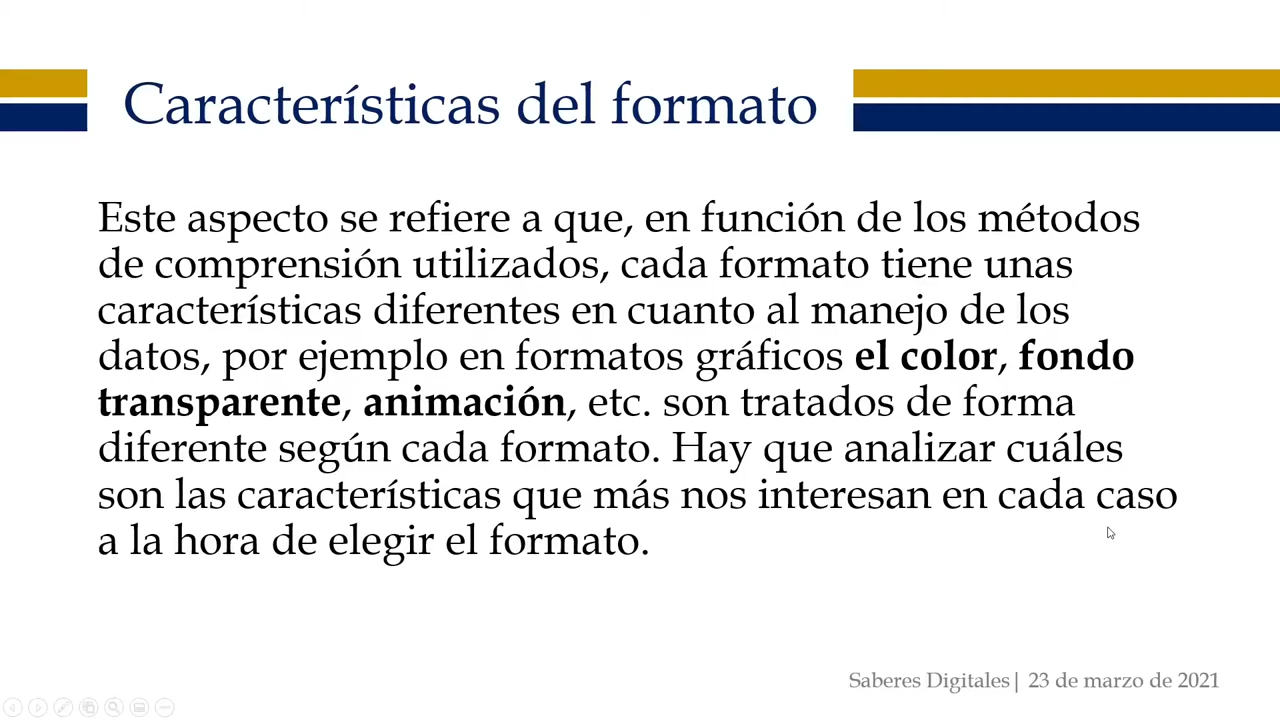 Características del formato
Este aspecto se refiere a que, en función de los métodos
de comprensión utilizados, cada formato tiene unas
características diferentes en cuanto al manejo de los
datos, por ejemplo en formatos gráficos el color, fondo
transparente, animación, etc. son tratados de forma
diferente según cada formato. Hay que analizar cuáles
son las características que más nos interesan en cada caso
a la hora de elegir el formato.
Saberes Digitales| 23 de marzo de 2021